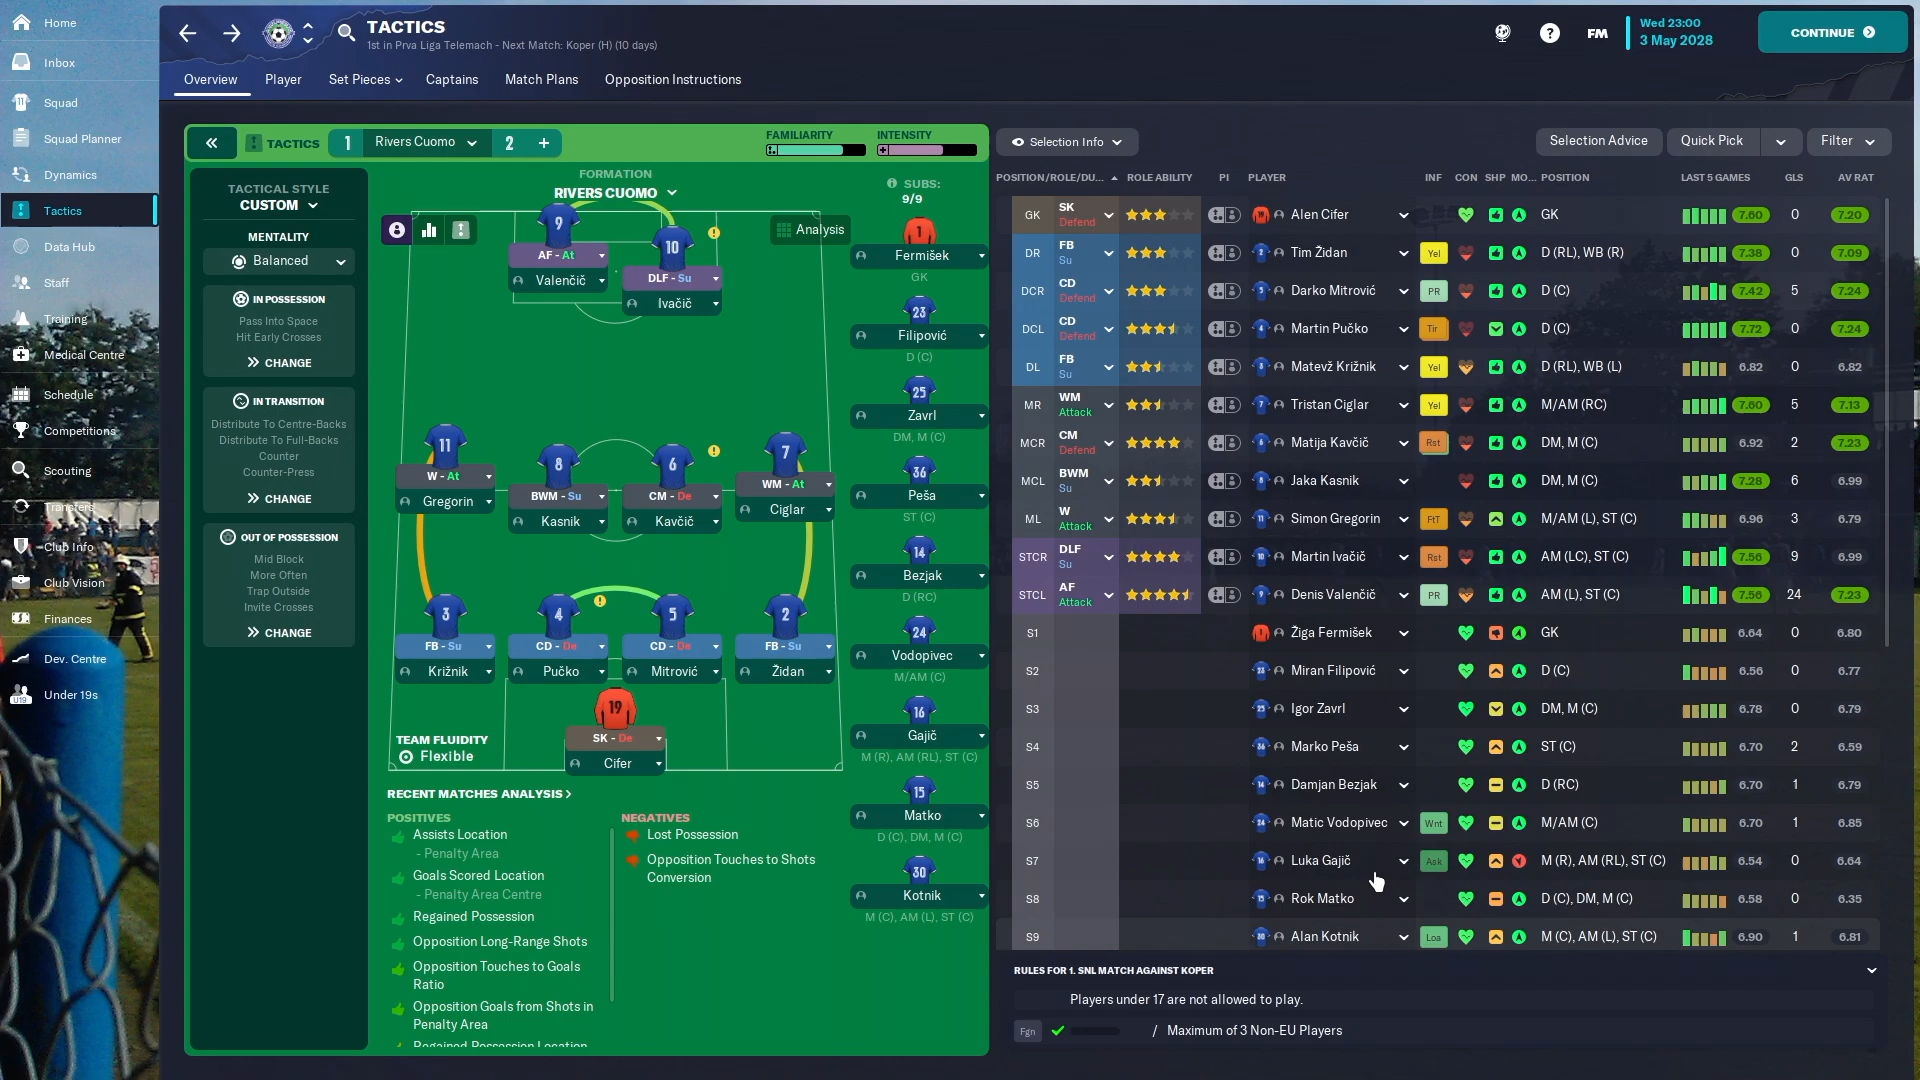 Home
Inbox
Squad
Squad Planner
Dynamics
Tactics
Data Hub
Staff
Training
Medical Centre
Schedule
Competitions
Scouting
Transfers
Club Info
Club Vision
Finances
Dev. Centre
Under 19s
TACTICS
1st in Prva Liga Telemach - Next Match: Koper (H) (10 days)
FM
Wed 23:00
3 May 2028
CONTINUE
Overview
Player
Set Pieces
Captains
Match Plans
Opposition Instructions
TACTICS
1
Rivers Cuomo
2
+
FAMILIARITY
INTENSITY
TACTICAL STYLE
CUSTOM
MENTALITY
Balanced
IN POSSESSION
Pass Into Space
Hit Early Crosses
CHANGE
IN TRANSITION
Distribute To Centre-Backs
Distribute To Full-Backs
Counter
Counter-Press
CHANGE
OUT OF POSSESSION
Mid Block
More Often
Trap Outside
Invite Crosses
CHANGE
FORMATION
RIVERS CUOMO
Analysis
9
AF - At
Valenčič
10
DLF - Su
Ivačič
11
W - At
Gregorin
8
BWM - Su
Kasnik
6
CM - De
Kavčič
7
WM - At
Ciglar
3
FB - Su
Križnik
4
CD - De
Pučko
5
CD - De
Mitrović
2
FB - Su
Židan
19
SK - De
Cifer
TEAM FLUIDITY
Flexible
SUBS:
9/9
1
Fermišek
GK
23
Filipović
D (C)
25
Zavrl
DM, M (C)
36
Peša
ST (C)
14
Bezjak
D (RC)
24
Vodopivec
M/AM (C)
16
Gajič
M (R), AM (RL), ST (C)
15
Matko
D (C), DM, M (C)
30
Kotnik
M (C), AM (L), ST (C)
RECENT MATCHES ANALYSIS >
POSITIVES
Assists Location
- Penalty Area
Goals Scored Location
- Penalty Area Centre
Regained Possession
Opposition Long-Range Shots
Opposition Touches to Goals
Ratio
Opposition Goals from Shots in
Penalty Area
Regained Possession Location
NEGATIVES
Lost Possession
Opposition Touches to Shots
Conversion
Selection Info
Selection Advice
Quick Pick
Filter
POSITION/ROLE/DU... ROLE ABILITY PI PLAYER INF CON SHP MO... POSITION LAST 5 GAMES GLS AV RAT
GK SK Defend Alen Cifer GK 7.60 0 7.20
DR FB Su Tim Židan Yel D (RL), WB (R) 7.38 0 7.09
DCR CD Defend Darko Mitrović PR D (C) 7.42 5 7.24
DCL CD Defend Martin Pučko Tir D (C) 7.72 0 7.24
DL FB Su Matevž Križnik Yel D (RL), WB (L) 6.82 0 6.82
MR WM Attack Tristan Ciglar Yel M/AM (RC) 7.60 5 7.13
MCR CM Defend Matija Kavčič Rst DM, M (C) 6.92 2 7.23
MCL BWM Su Jaka Kasnik DM, M (C) 7.28 6 6.99
ML W Attack Simon Gregorin FtT M/AM (L), ST (C) 6.96 3 6.79
STCR DLF Su Martin Ivačič Rst AM (LC), ST (C) 7.56 9 6.99
STCL AF Attack Denis Valenčič PR AM (L), ST (C) 7.56 24 7.23
S1 Žiga Fermišek GK 6.64 0 6.80
S2 Miran Filipović D (C) 6.56 0 6.77
S3 Igor Zavrl DM, M (C) 6.78 0 6.79
S4 Marko Peša ST (C) 6.70 2 6.59
S5 Damjan Bezjak D (RC) 6.70 1 6.79
S6 Matic Vodopivec Wnt M/AM (C) 6.70 1 6.85
S7 Luka Gajič Ask M (R), AM (RL), ST (C) 6.54 0 6.64
S8 Rok Matko D (C), DM, M (C) 6.58 0 6.35
S9 Alan Kotnik Loa M (C), AM (L), ST (C) 6.90 1 6.81
RULES FOR 1. SNL MATCH AGAINST KOPER
Players under 17 are not allowed to play.
Fgn / Maximum of 3 Non-EU Players